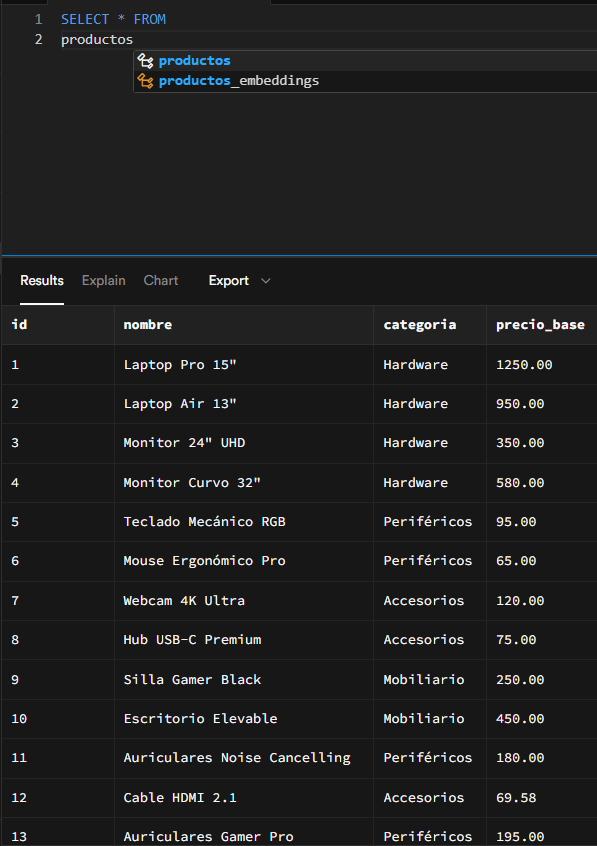 1 SELECT * FROM
2 productos
productos
productos_embeddings
Results Explain Chart Export
id nombre categoria precio_base
1 Laptop Pro 15" Hardware 1250.00
2 Laptop Air 13" Hardware 950.00
3 Monitor 24" UHD Hardware 350.00
4 Monitor Curvo 32" Hardware 580.00
5 Teclado Mecánico RGB Periféricos 95.00
6 Mouse Ergonómico Pro Periféricos 65.00
7 Webcam 4K Ultra Accesorios 120.00
8 Hub USB-C Premium Accesorios 75.00
9 Silla Gamer Black Mobiliario 250.00
10 Escritorio Elevable Mobiliario 450.00
11 Auriculares Noise Cancelling Periféricos 180.00
12 Cable HDMI 2.1 Accesorios 69.58
13 Auriculares Gamer Pro Periféricos 195.00